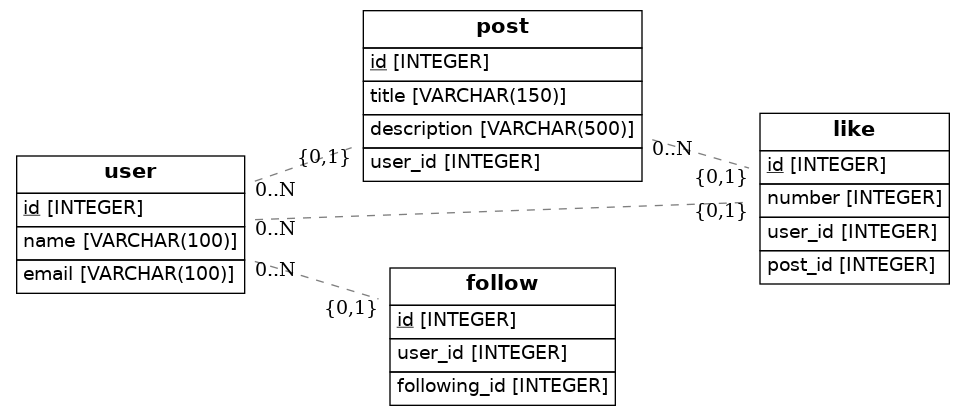 post
id [INTEGER]
title [VARCHAR(150)]
description [VARCHAR(500)]
user_id [INTEGER]
like
id [INTEGER]
number [INTEGER]
user_id [INTEGER]
post_id [INTEGER]
user
id [INTEGER]
name [VARCHAR(100)]
email [VARCHAR(100)]
follow
id [INTEGER]
user_id [INTEGER]
following_id [INTEGER]
{0,1}
0..N
0..N
{0,1}
0..N
{0,1}
0..N
{0,1}